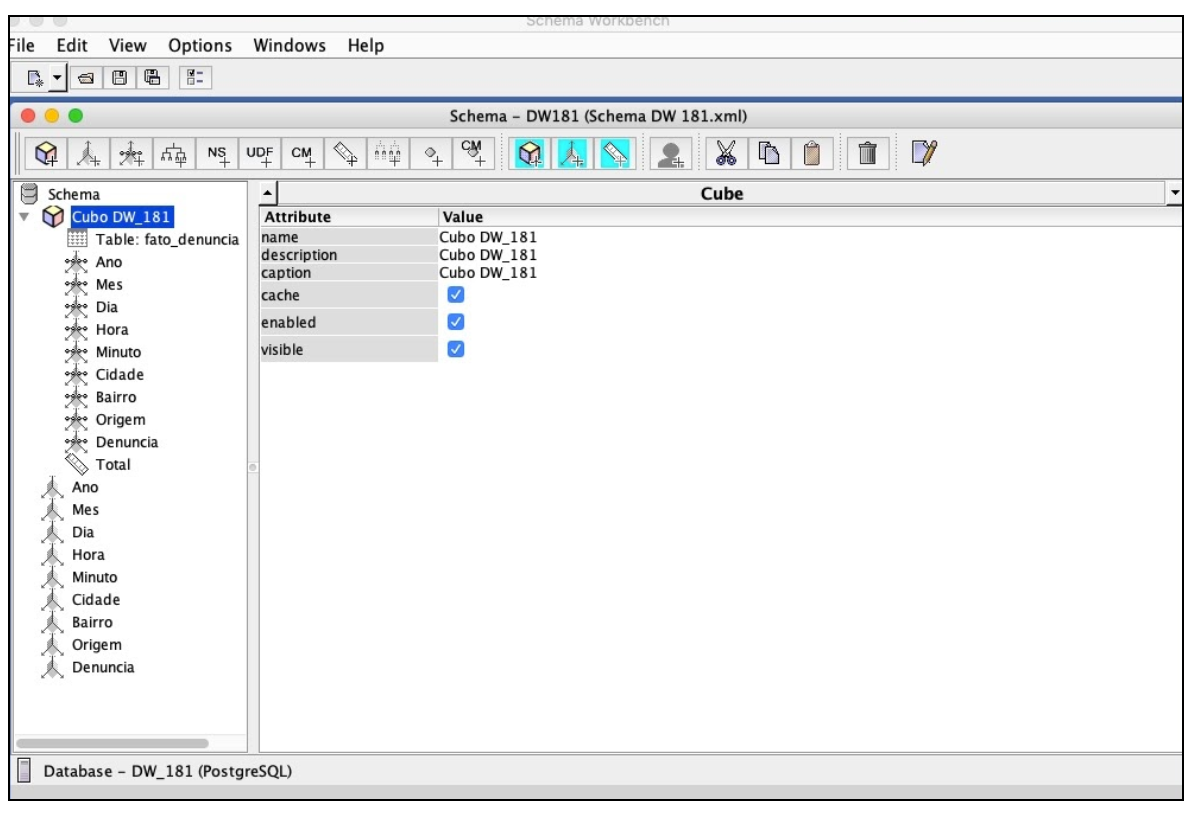 Schema Workbench
File Edit View Options Windows Help
Schema – DW181 (Schema DW 181.xml)
NS UDF CM CM
Schema
Cubo DW_181
Table: fato_denuncia
Ano
Mes
Dia
Hora
Minuto
Cidade
Bairro
Origem
Denuncia
Total
Ano
Mes
Dia
Hora
Minuto
Cidade
Bairro
Origem
Denuncia
Cube
Attribute Value
name Cubo DW_181
description Cubo DW_181
caption Cubo DW_181
cache
enabled
visible
Database – DW_181 (PostgreSQL)